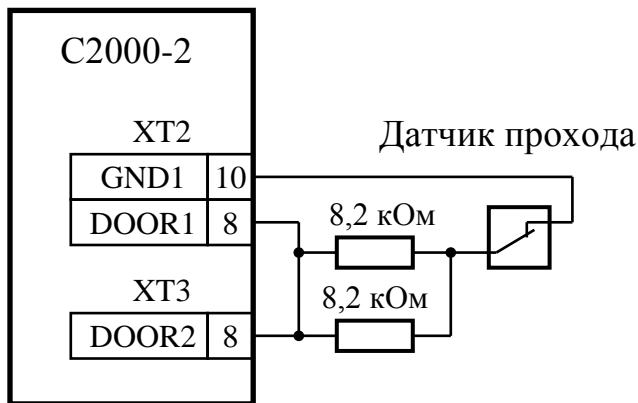 С2000-2
XT2
Датчик прохода
GND1 10
DOOR1 8
8,2 кОм
XT3
8,2 кОм
DOOR2 8